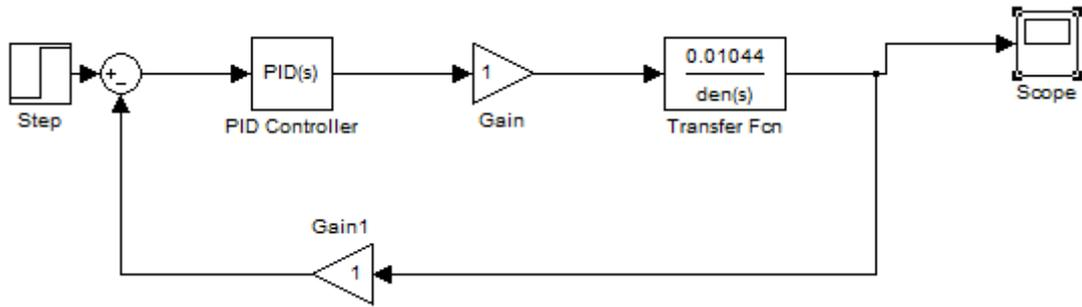 Step
+
−
PID(s)
PID Controller
1
Gain
0.01044
den(s)
Transfer Fcn
Scope
Gain1
1